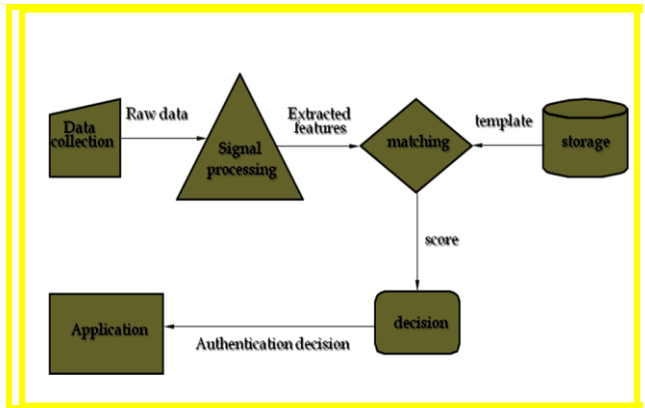 Data
collection
Raw data
Signal
processing
Extracted
features
matching
template
storage
score
decision
Authentication decision
Application